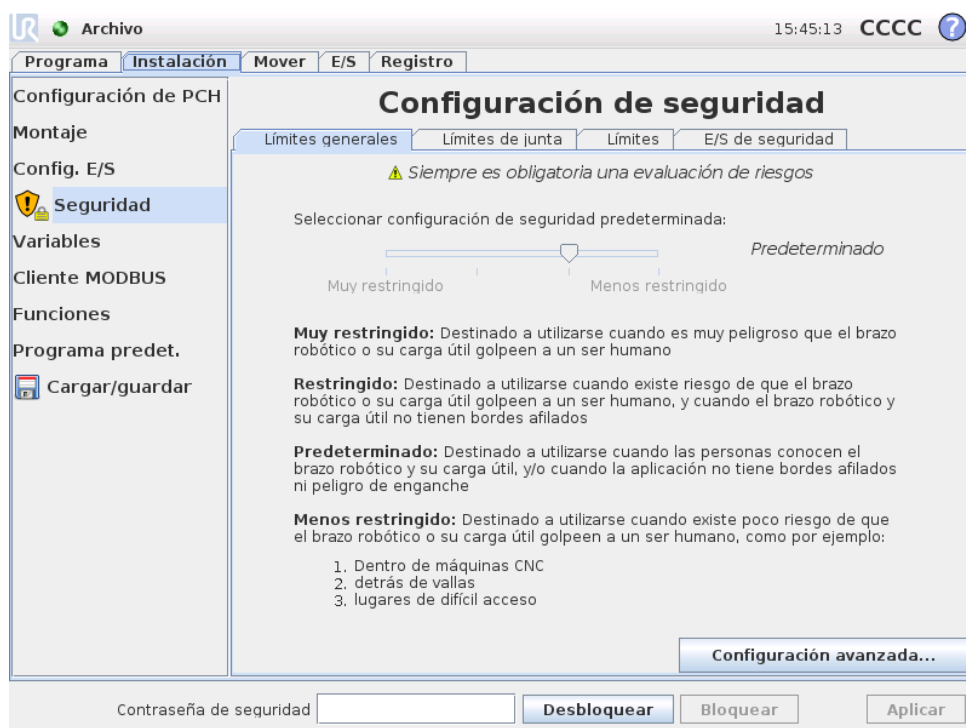 UR Archivo 15:45:13 CCCC ?
Programa Instalación Mover E/S Registro
Configuración de PCH
Montaje
Config. E/S
Seguridad
Variables
Cliente MODBUS
Funciones
Programa predet.
Cargar/guardar
Configuración de seguridad
Límites generales Límites de junta Límites E/S de seguridad
Siempre es obligatoria una evaluación de riesgos
Seleccionar configuración de seguridad predeterminada:
Predeterminado
Muy restringido Menos restringido
Muy restringido: Destinado a utilizarse cuando es muy peligroso que el brazo
robótico o su carga útil golpeen a un ser humano
Restringido: Destinado a utilizarse cuando existe riesgo de que el brazo
robótico o su carga útil golpeen a un ser humano, y cuando el brazo robótico y
su carga útil no tienen bordes afilados
Predeterminado: Destinado a utilizarse cuando las personas conocen el
brazo robótico y su carga útil, y/o cuando la aplicación no tiene bordes afilados
ni peligro de enganche
Menos restringido: Destinado a utilizarse cuando existe poco riesgo de que
el brazo robótico o su carga útil golpeen a un ser humano, como por ejemplo:
1. Dentro de máquinas CNC
2. detrás de vallas
3. lugares de difícil acceso
Configuración avanzada...
Contraseña de seguridad Desbloquear Bloquear Aplicar